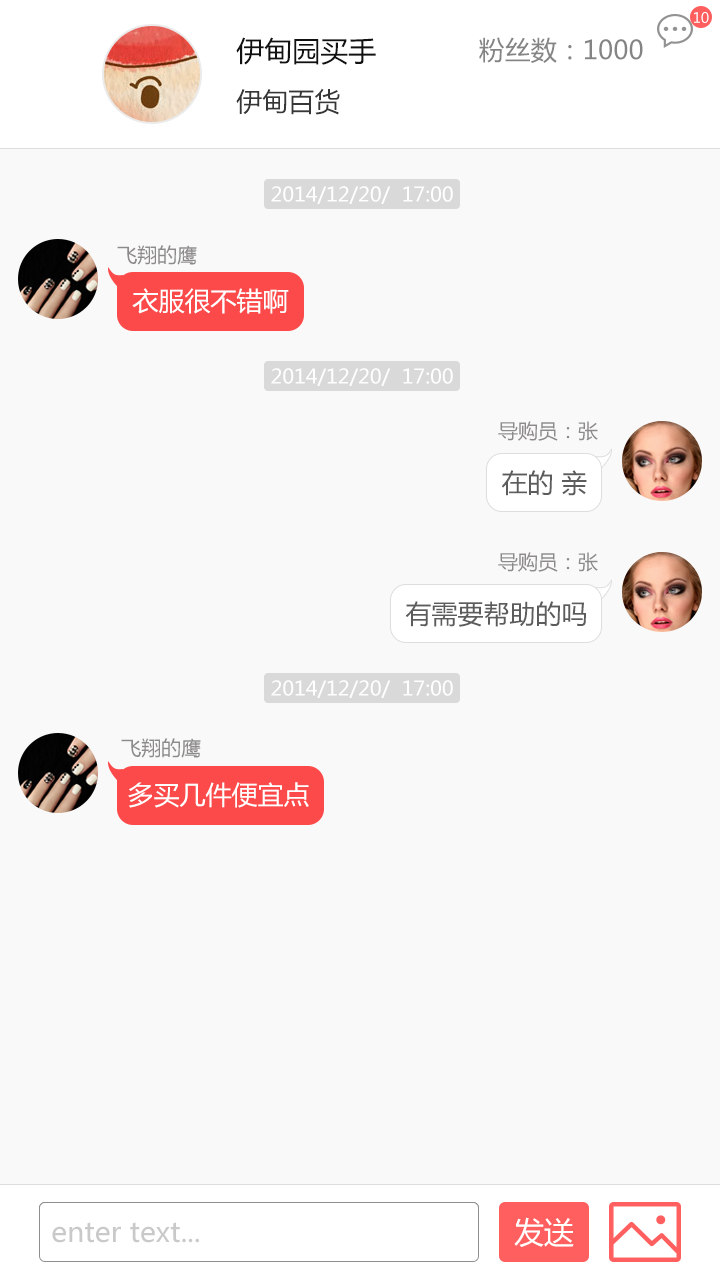 伊甸园买手
粉丝数：1000
10
伊甸百货
2014/12/20/ 17:00
飞翔的鹰
衣服很不错啊
2014/12/20/ 17:00
导购员：张
在的 亲
导购员：张
有需要帮助的吗
2014/12/20/ 17:00
飞翔的鹰
多买几件便宜点
enter text...
发送